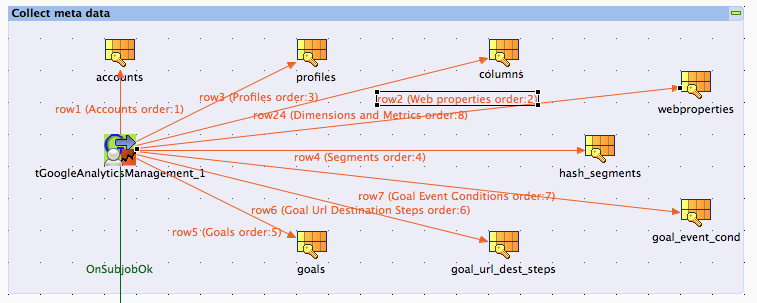 Collect meta data
accounts
profiles
columns
webproperties
row1 (Accounts order:1)
row3 (Profiles order:3)
row2 (Web properties order:2)
row24 (Dimensions and Metrics order:8)
tGoogleAnalyticsManagement_1
row4 (Segments order:4)
hash_segments
row7 (Goal Event Conditions order:7)
row6 (Goal Url Destination Steps order:6)
row5 (Goals order:5)
goal_event_cond
OnSubjobOk
goals
goal_url_dest_steps